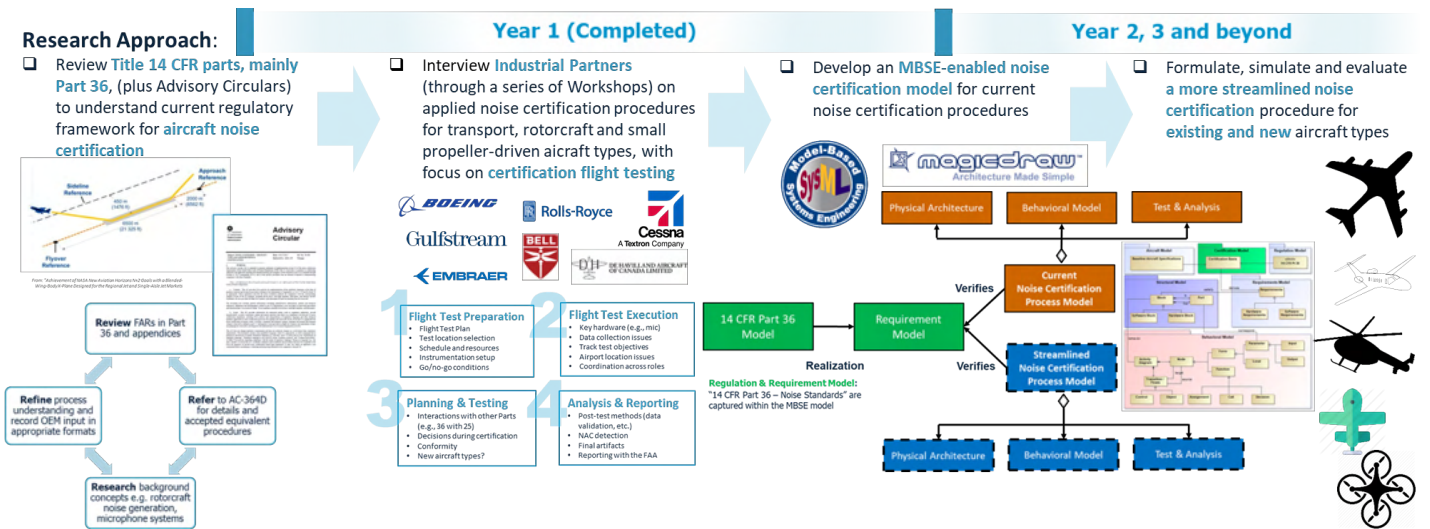 Research Approach:
Year 1 (Completed)
Year 2, 3 and beyond
Review Title 14 CFR parts, mainly
Part 36, (plus Advisory Circulars)
to understand current regulatory
framework for aircraft noise
certification
Interview Industrial Partners
(through a series of Workshops) on
applied noise certification procedures
for transport, rotorcraft and small
propeller-driven aicraft types, with
focus on certification flight testing
Develop an MBSE-enabled noise
certification model for current
noise certification procedures
Formulate, simulate and evaluate
a more streamlined noise
certification procedure for
existing and new aircraft types
Sideline
Reference
Approach
Reference
Flyover
Reference
Advisory
Circular
Review FARs in Part
36 and appendices
Refine process
understanding and
record OEM input in
appropriate formats
Refer to AC-364D
for details and
accepted equivalent
procedures
Research background
concepts e.g. rotorcraft
noise generation,
microphone systems
BOEING
Rolls-Royce
Cessna
A Textron Company
Gulfstream
BELL
DE HAVILLAND AIRCRAFT
OF CANADA LIMITED
EMBRAER
1
Flight Test Preparation
• Flight Test Plan
• Test location selection
• Schedule and resources
• Instrumentation setup
• Go/no-go conditions
2
Flight Test Execution
• Key hardware (e.g., mic)
• Data collection issues
• Track test objectives
• Airport location issues
• Coordination across roles
3
Planning & Testing
• Interactions with other Parts
(e.g., 36 with 25)
• Decisions during certification
• Conformity
• New aircraft types?
4
Analysis & Reporting
• Post-test methods (data
validation, etc.)
• NAC detection
• Final artifacts
• Reporting with the FAA
Model-Based
SysML
Systems Engineering
magicdraw™
Architecture Made Simple
Physical Architecture
Behavioral Model
Test & Analysis
Current
Noise Certification
Process Model
Verifies
14 CFR Part 36
Model
Requirement
Model
Realization
Verifies
Streamlined
Noise Certification
Process Model
Regulation & Requirement Model:
"14 CFR Part 36 – Noise Standards" are
captured within the MBSE model
Physical Architecture
Behavioral Model
Test & Analysis